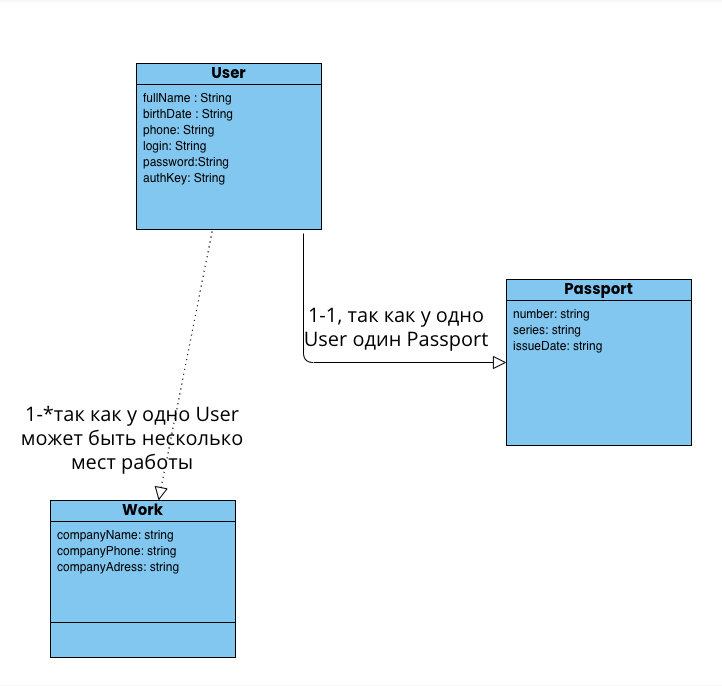 User
fullName : String
birthDate : String
phone: String
login: String
password:String
authKey: String
Passport
number: string
series: string
issueDate: string
1-1, так как у одно
User один Passport
1-*так как у одно User
может быть несколько
мест работы
Work
companyName: string
companyPhone: string
companyAdress: string